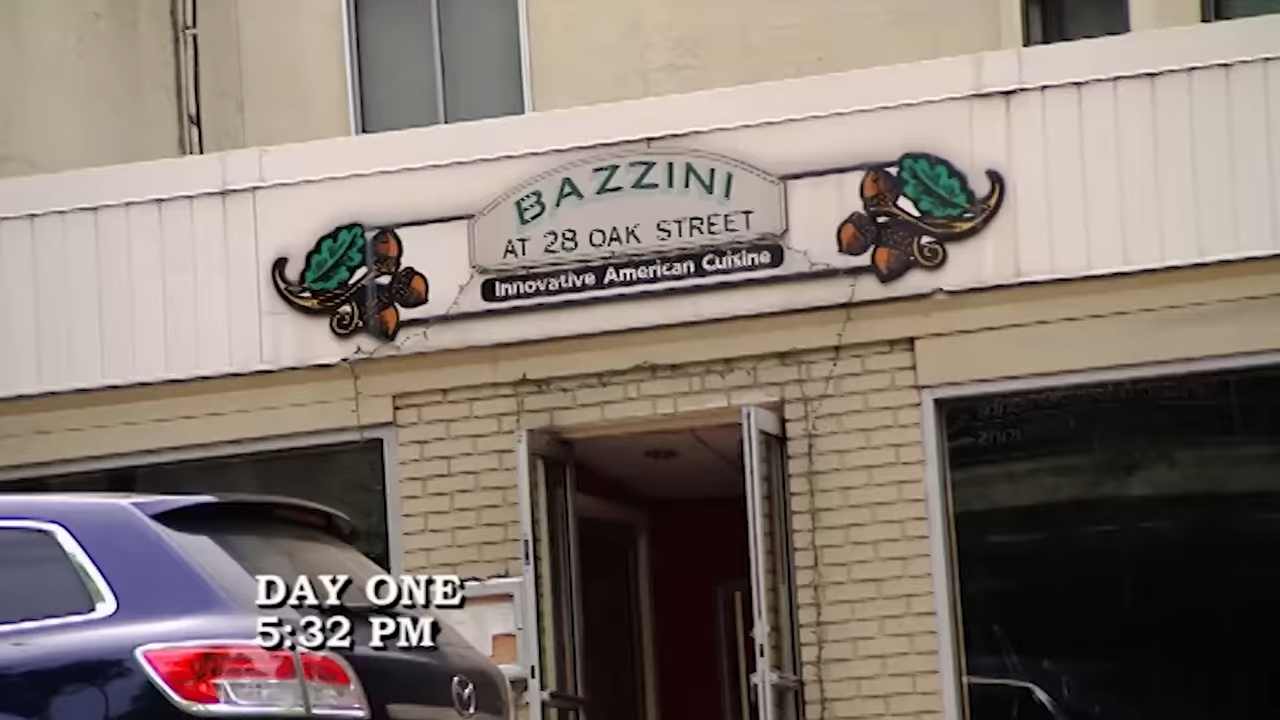 BAZZINI
AT 28 OAK STREET
Innovative American Cuisine
DAY ONE
5:32 PM